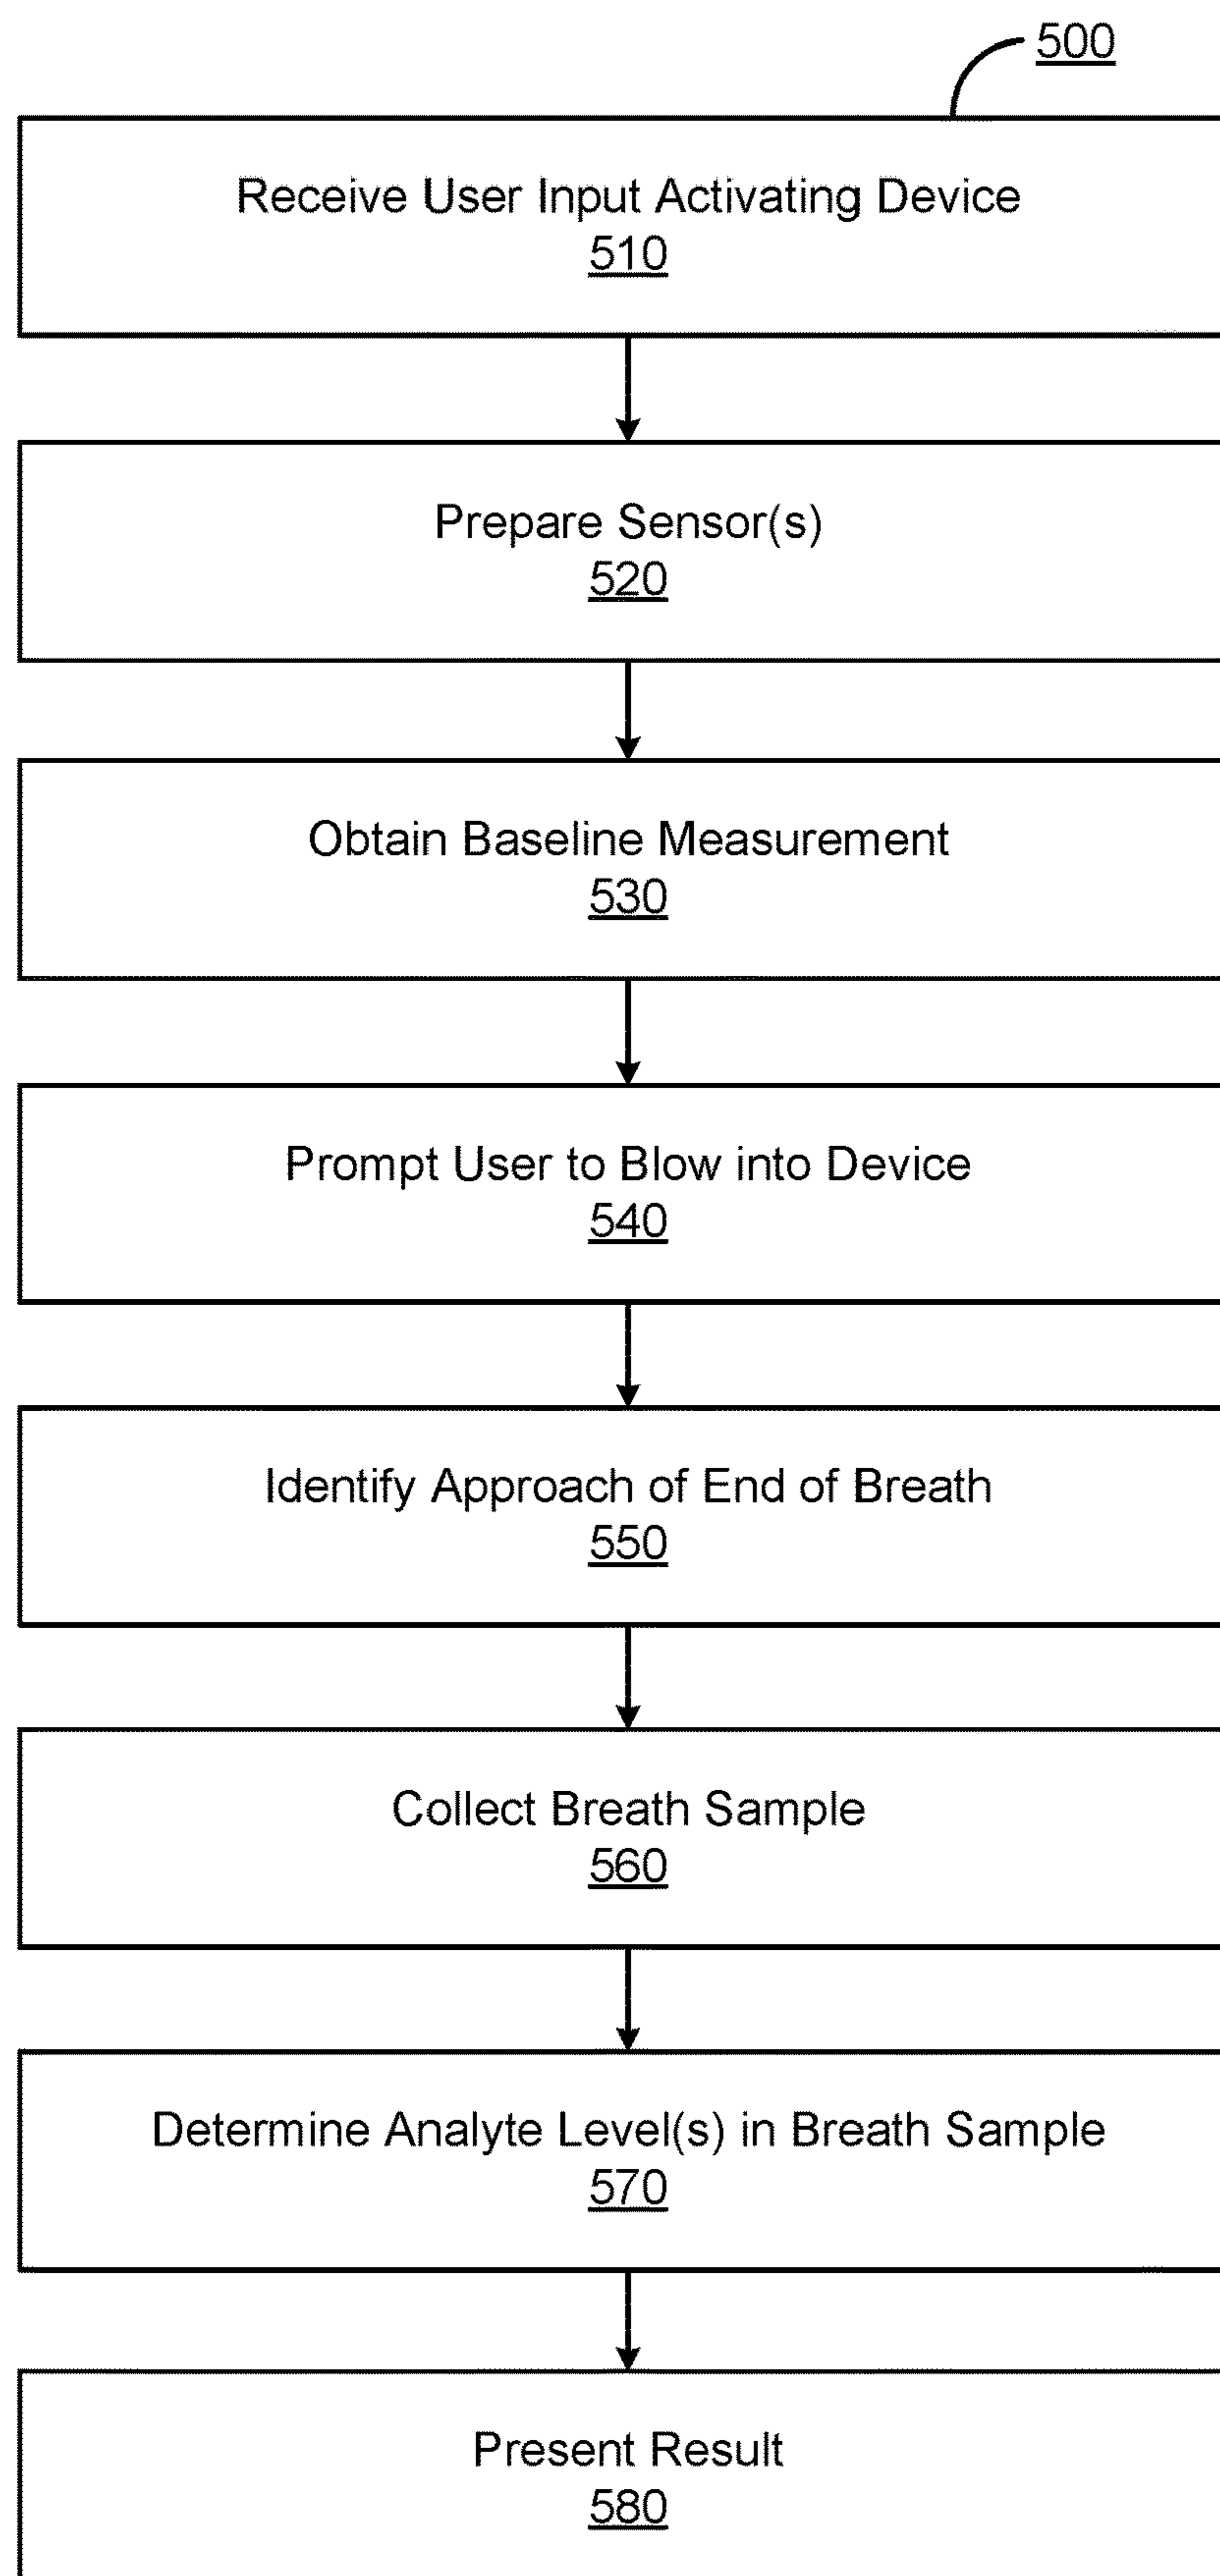 500
Receive User Input Activating Device
510
Prepare Sensor(s)
520
Obtain Baseline Measurement
530
Prompt User to Blow into Device
540
Identify Approach of End of Breath
550
Collect Breath Sample
560
Determine Analyte Level(s) in Breath Sample
570
Present Result
580